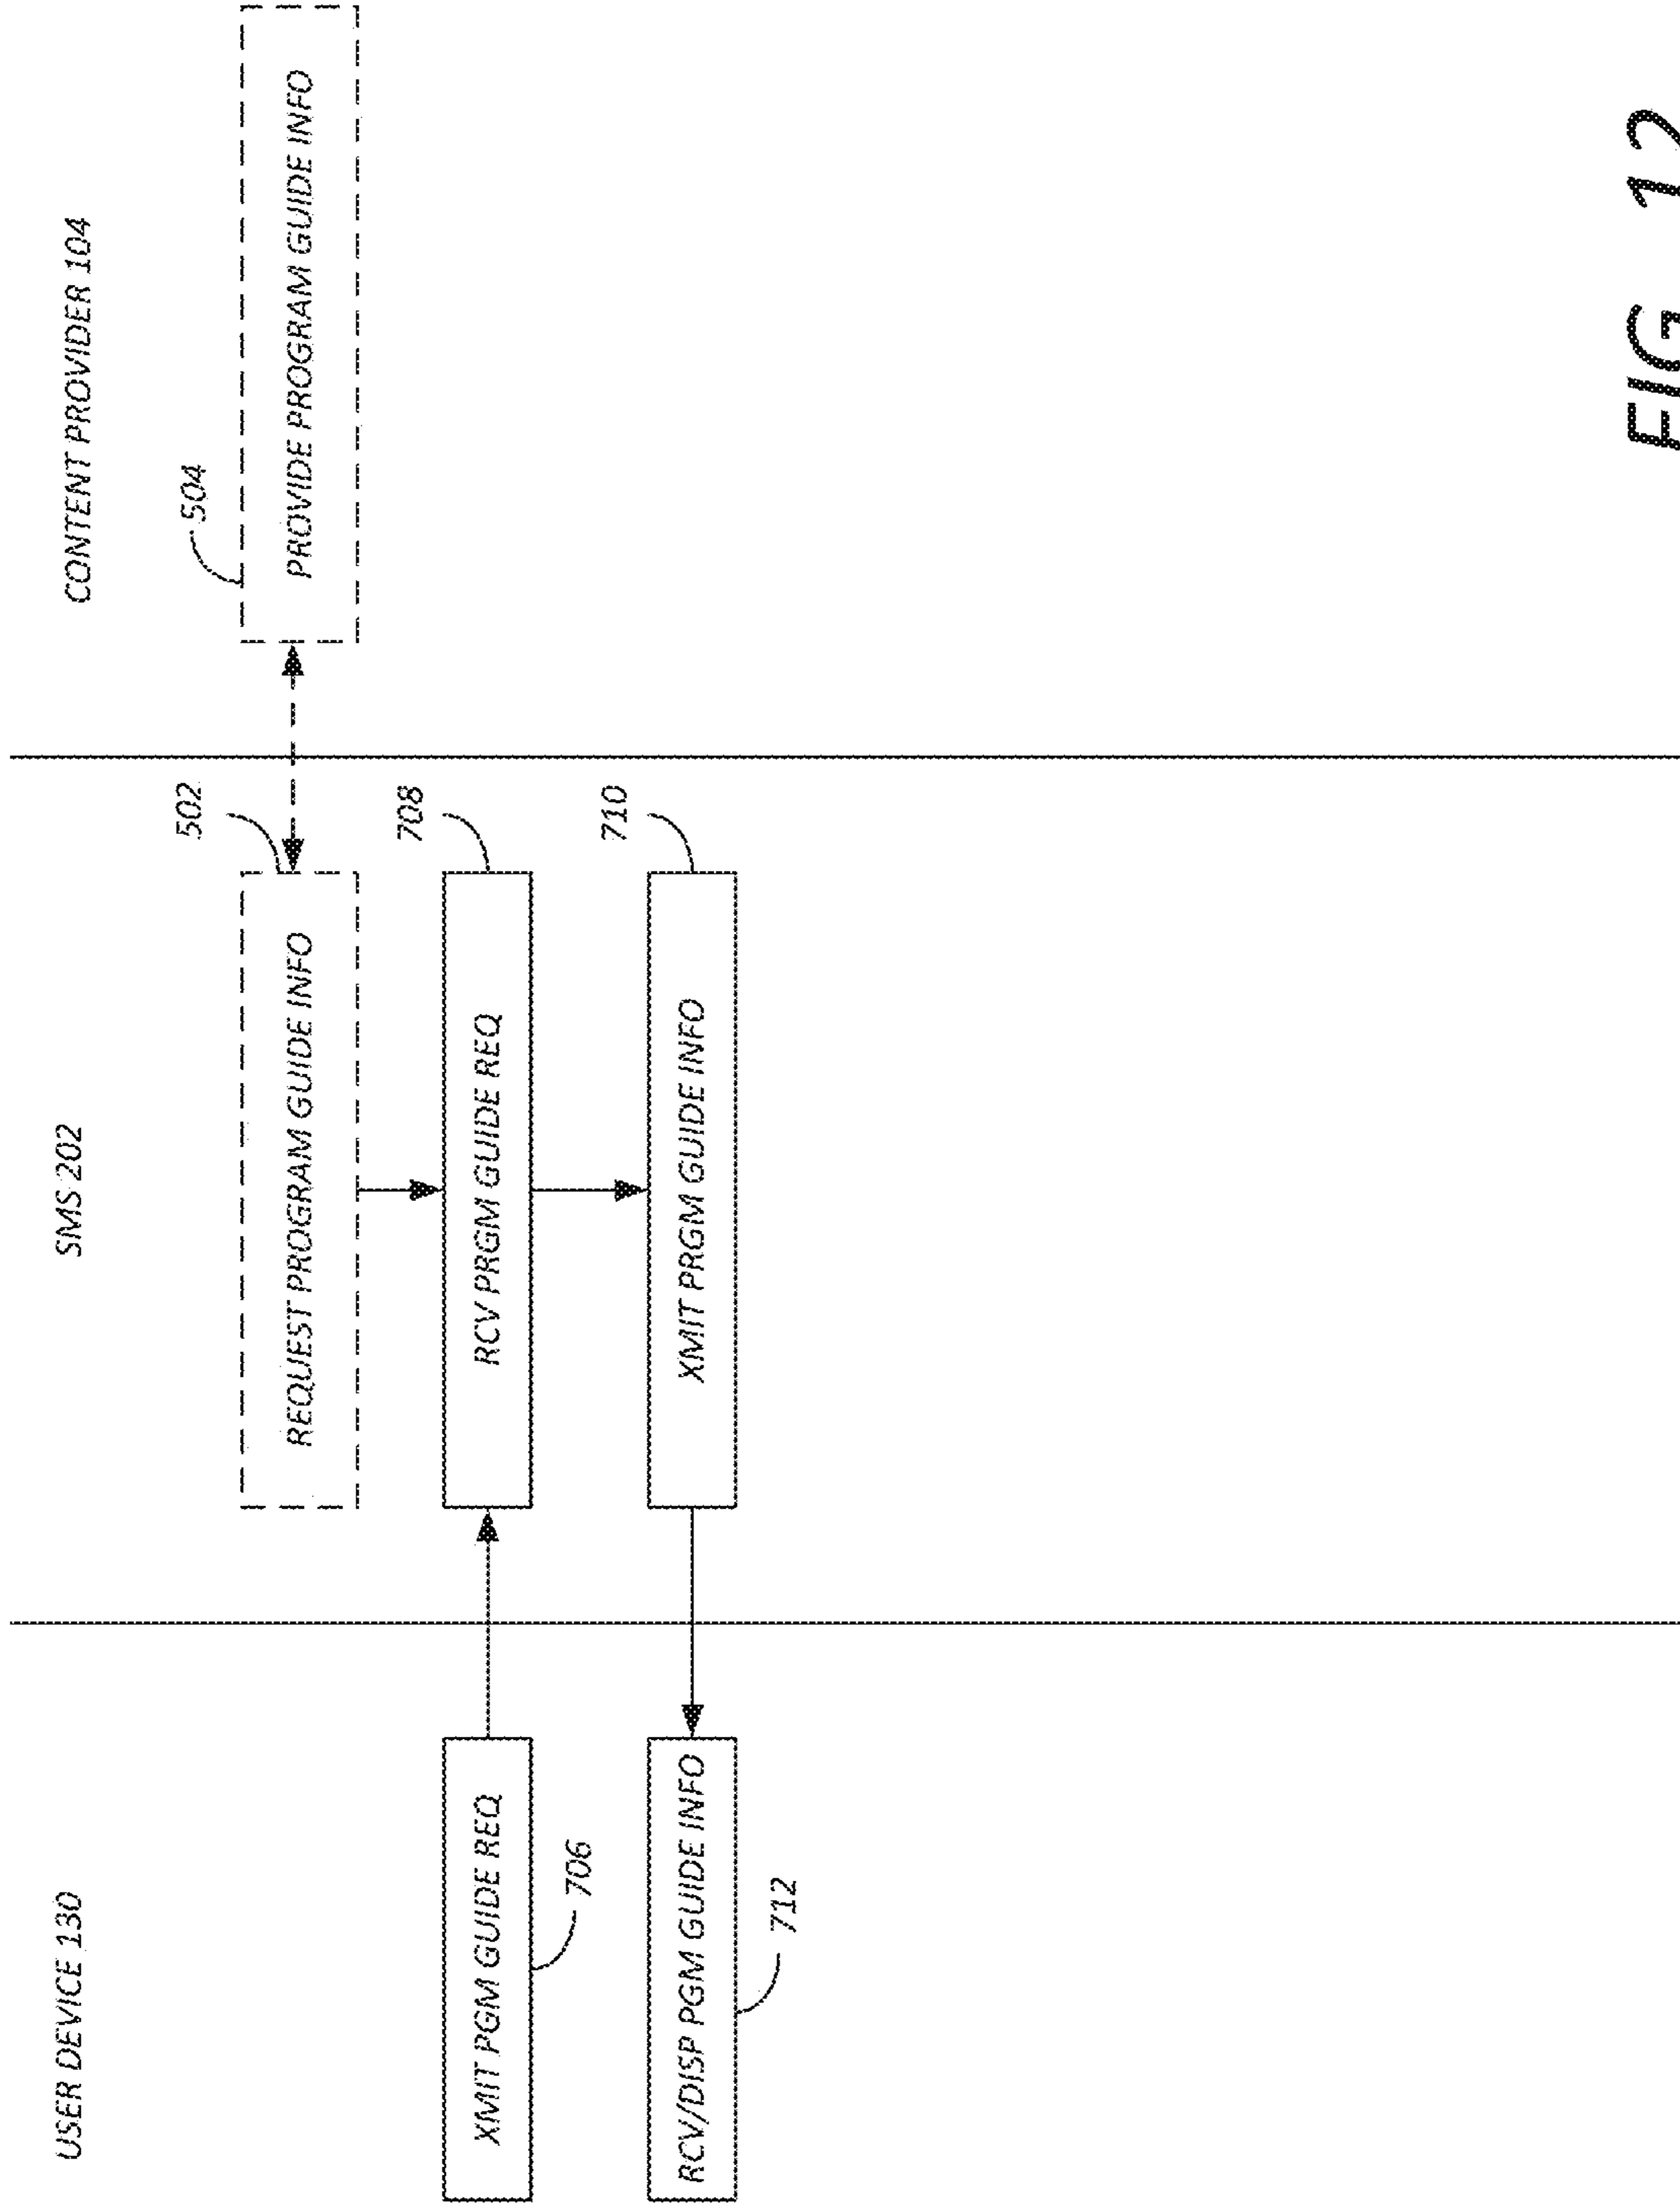 USER DEVICE 130
SMS 202
CONTENT PROVIDER 104
502
504
REQUEST PROGRAM GUIDE INFO
PROVIDE PROGRAM GUIDE INFO
708
XMIT PGM GUIDE REQ
RCV PRGM GUIDE REQ
706
710
RCV/DISP PGM GUIDE INFO
XMIT PRGM GUIDE INFO
712
FIG. 12